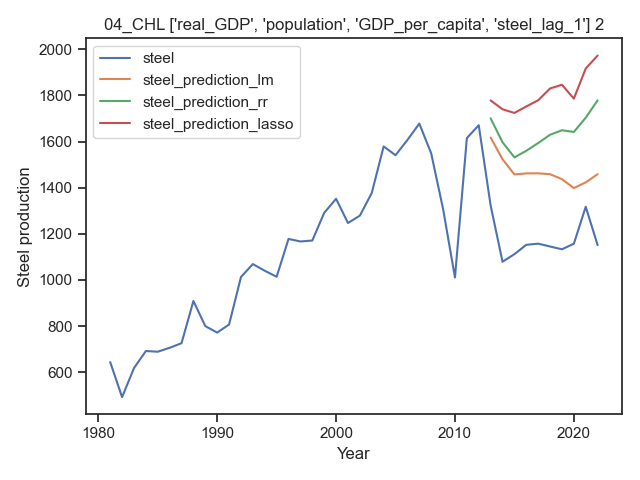 04_CHL ['real_GDP', 'population', 'GDP_per_capita', 'steel_lag_1'] 2
steel
steel_prediction_lm
steel_prediction_rr
steel_prediction_lasso
2000
1800
1600
1400
1200
1000
800
600
Steel production
1980
1990
2000
2010
2020
Year